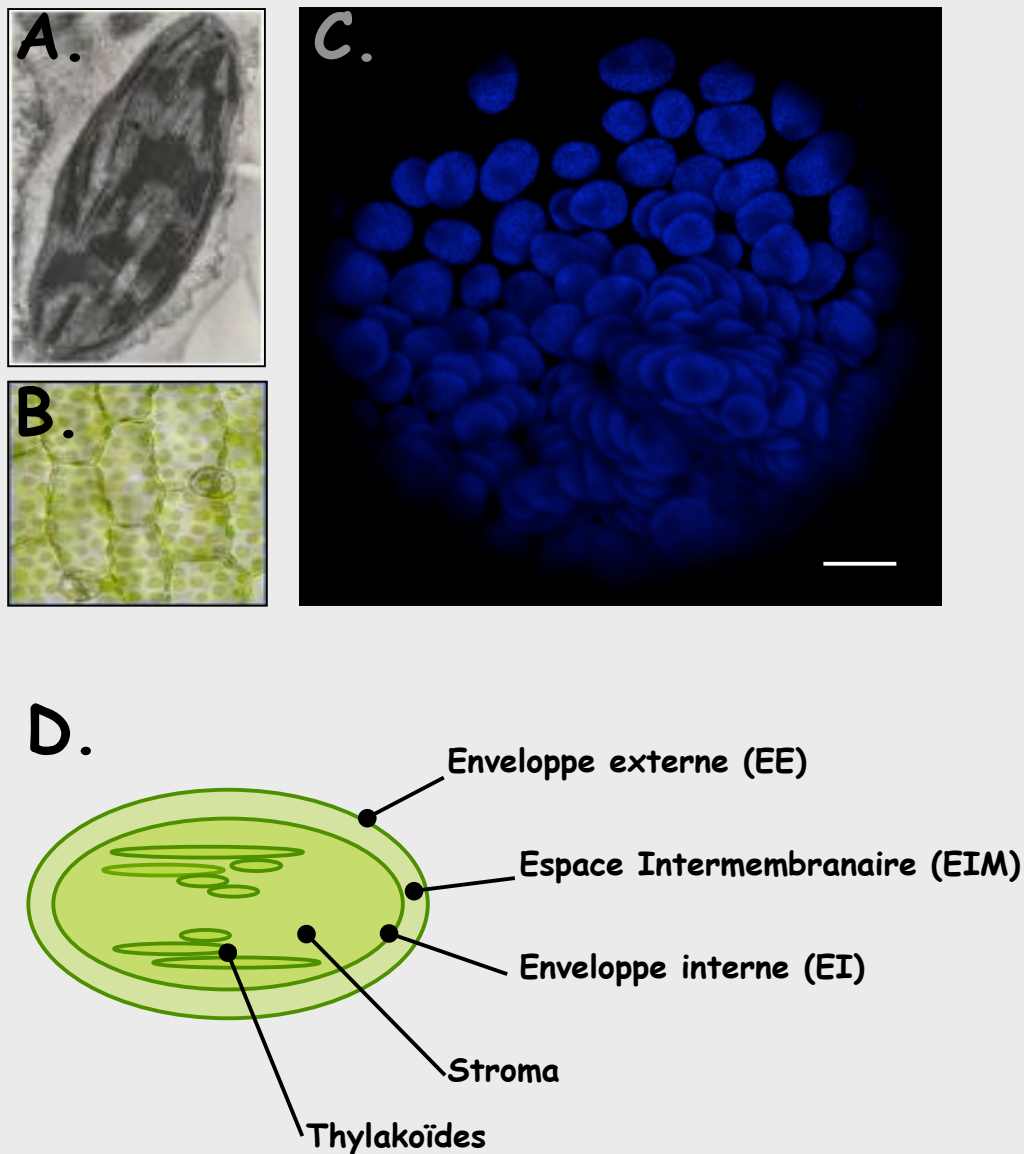 A.
C.
B.
D.
Enveloppe externe (EE)
Espace Intermembranaire (EIM)
Enveloppe interne (EI)
Stroma
Thylakoïdes